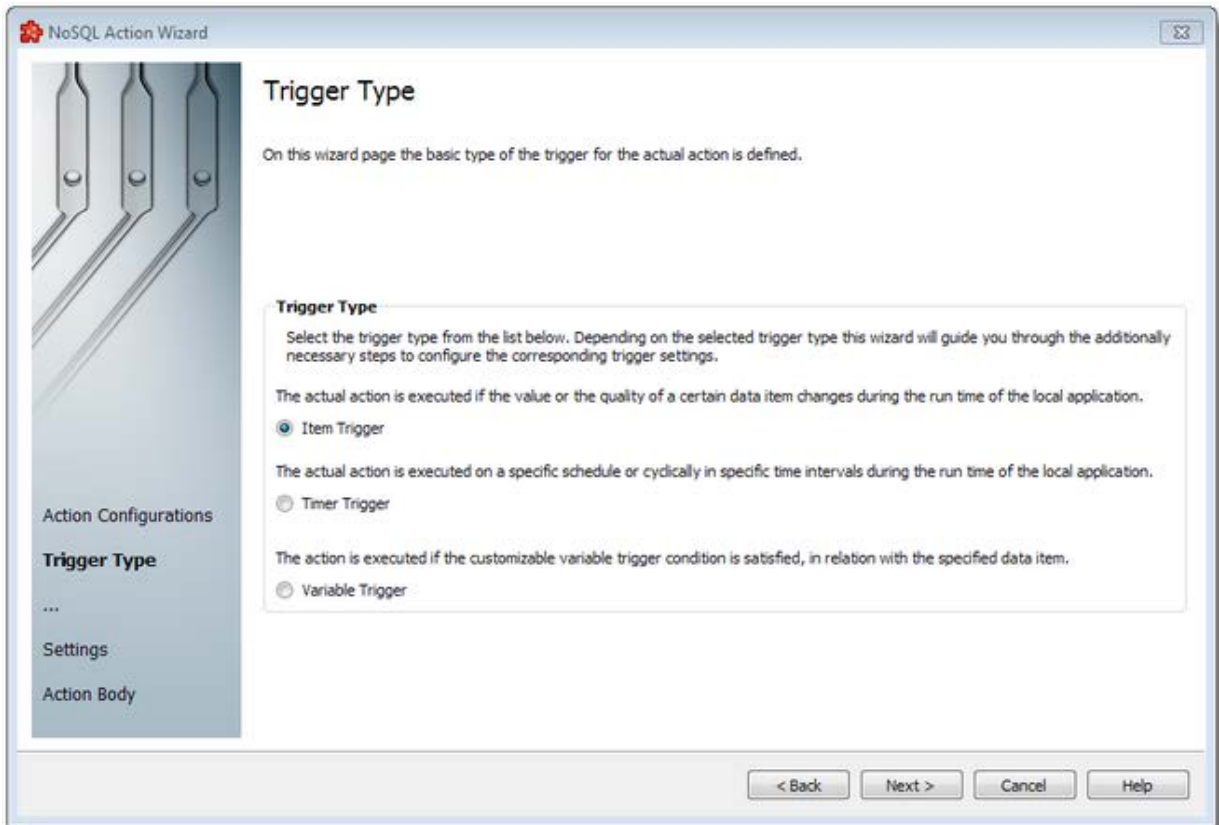 NoSQL Action Wizard
Trigger Type
On this wizard page the basic type of the trigger for the actual action is defined.
Trigger Type
Select the trigger type from the list below. Depending on the selected trigger type this wizard will guide you through the additionally
necessary steps to configure the corresponding trigger settings.
The actual action is executed if the value or the quality of a certain data item changes during the run time of the local application.
Item Trigger
The actual action is executed on a specific schedule or cyclically in specific time intervals during the run time of the local application.
Timer Trigger
The action is executed if the customizable variable trigger condition is satisfied, in relation with the specified data item.
Variable Trigger
Action Configurations
Trigger Type
...
Settings
Action Body
< Back
Next >
Cancel
Help